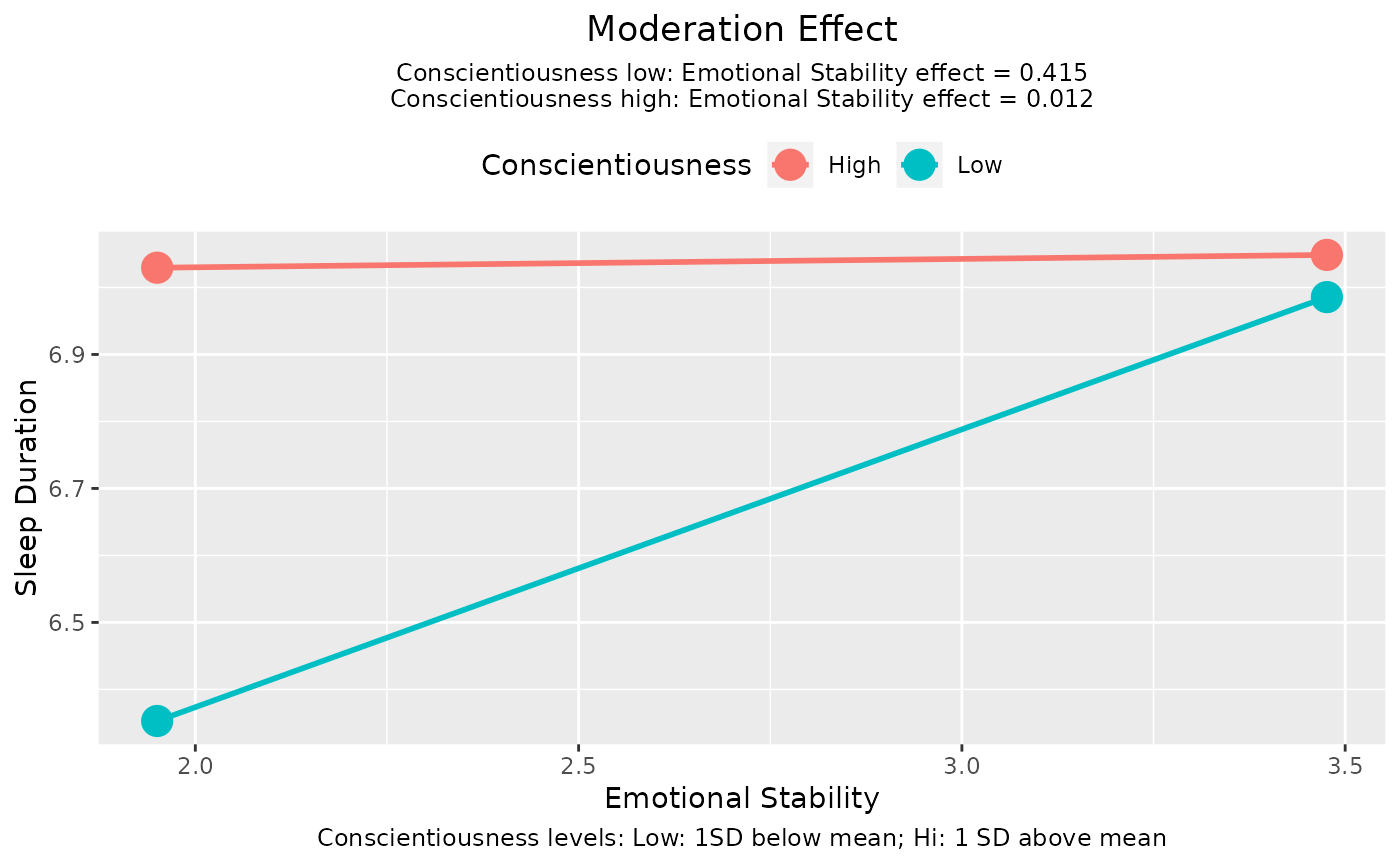 Moderation Effect
Conscientiousness low: Emotional Stability effect = 0.415
Conscientiousness high: Emotional Stability effect = 0.012
Conscientiousness High Low
Sleep Duration
6.9
6.7
6.5
2.0 2.5 3.0 3.5
Emotional Stability
Conscientiousness levels: Low: 1SD below mean; Hi: 1 SD above mean